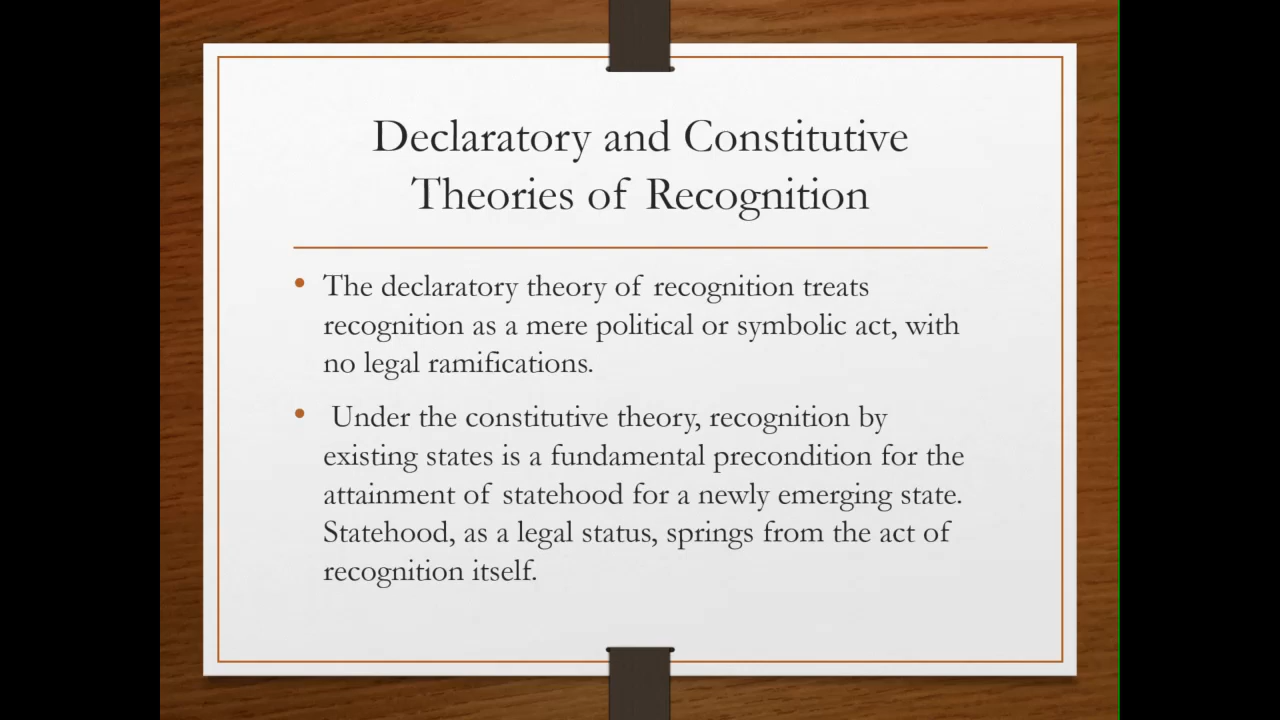 Declaratory and Constitutive
Theories of Recognition
• The declaratory theory of recognition treats
recognition as a mere political or symbolic act, with
no legal ramifications.
• Under the constitutive theory, recognition by
existing states is a fundamental precondition for the
attainment of statehood for a newly emerging state.
Statehood, as a legal status, springs from the act of
recognition itself.